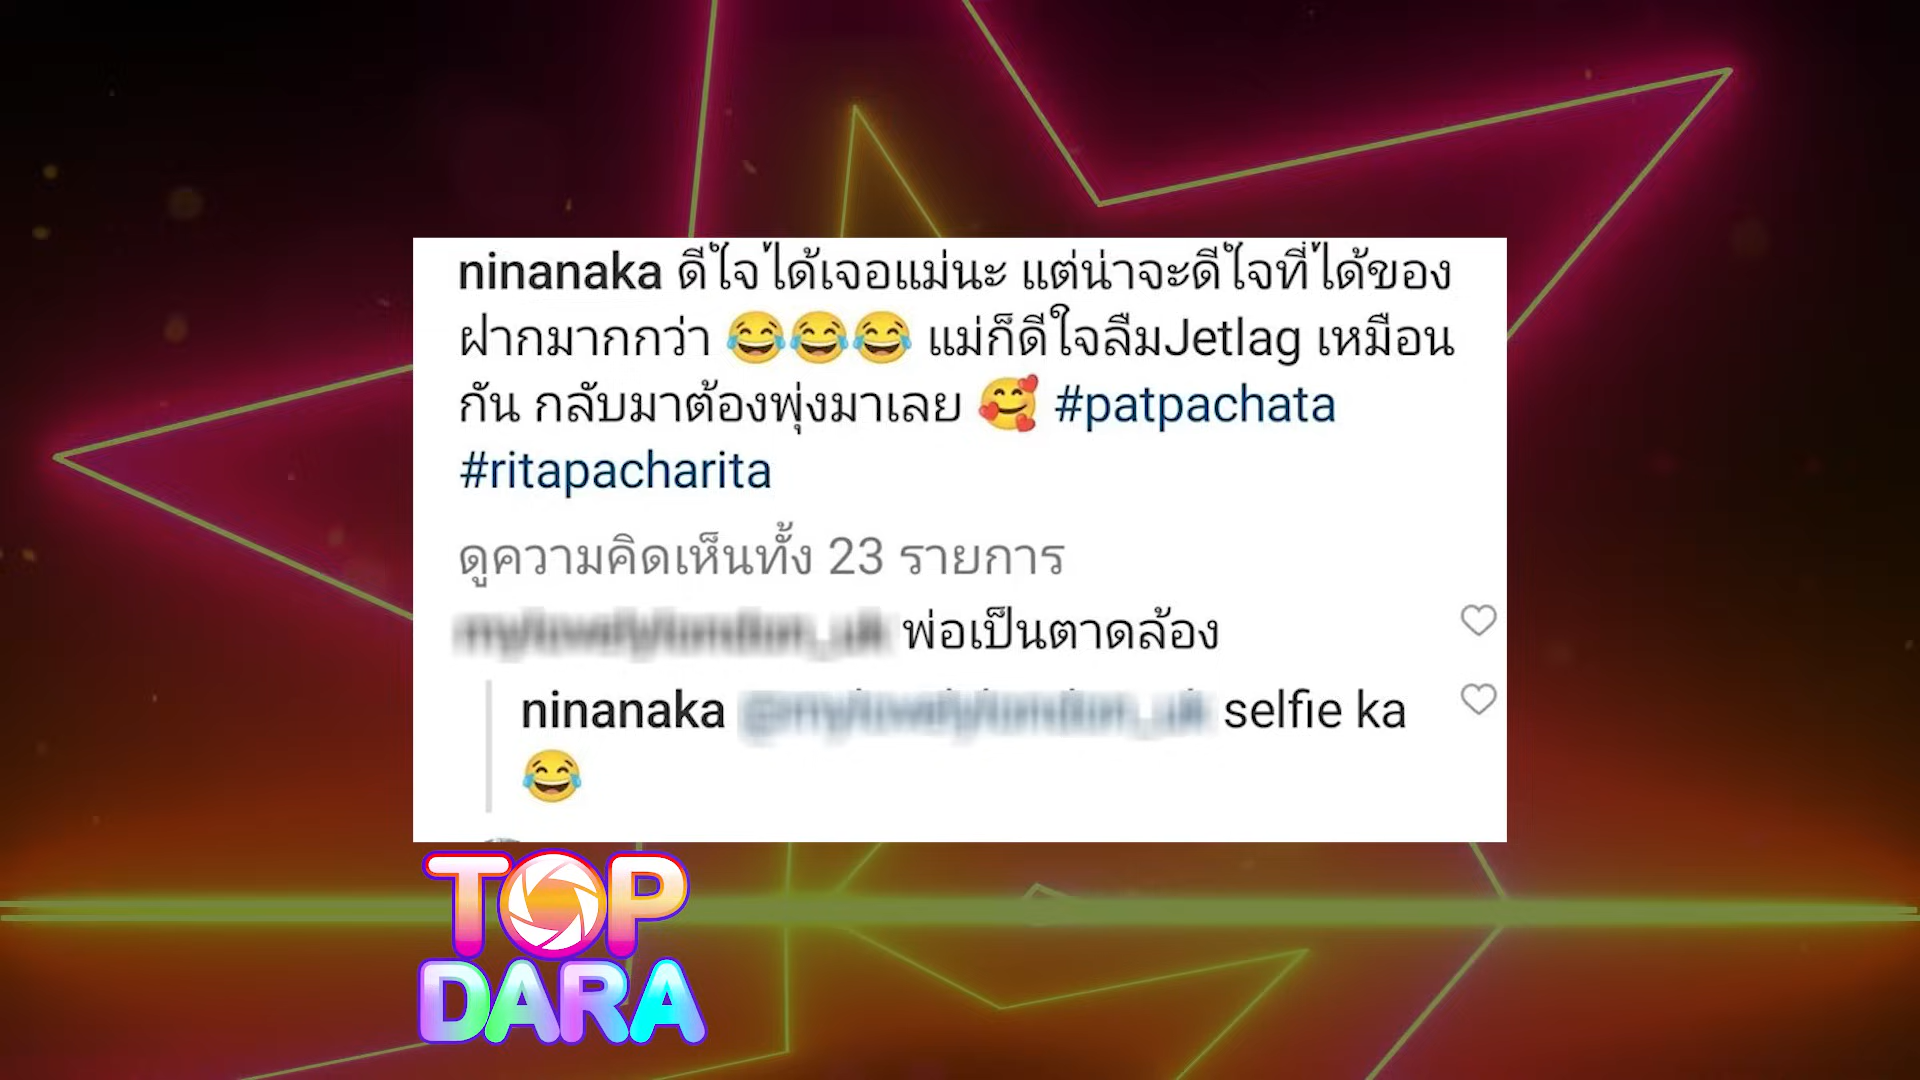 ninanaka ดีใจได้เจอแม่นะ แต่น่าจะดีใจที่ได้ของ
ฝากมากกว่า 😂😂😂 แม่ก็ดีใจลืมJetlag เหมือน
กัน กลับมาต้องพุ่งมาเลย 🥰 #patpachata
#ritapacharita
ดูความคิดเห็นทั้ง 23 รายการ
พ่อเป็นตาดล้อง
ninanaka selfie ka
😂
TOP
DARA